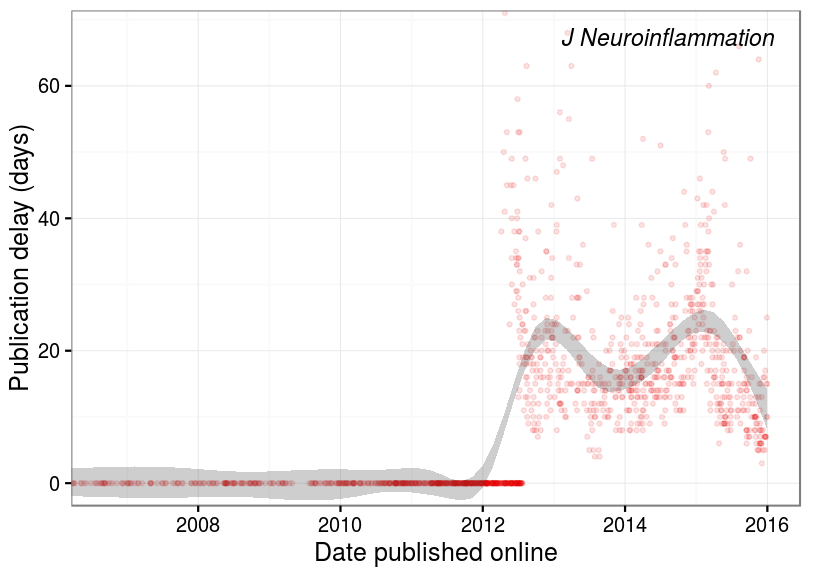 J Neuroinflammation
Publication delay (days)
60
40
20
0
2008 2010 2012 2014 2016
Date published online